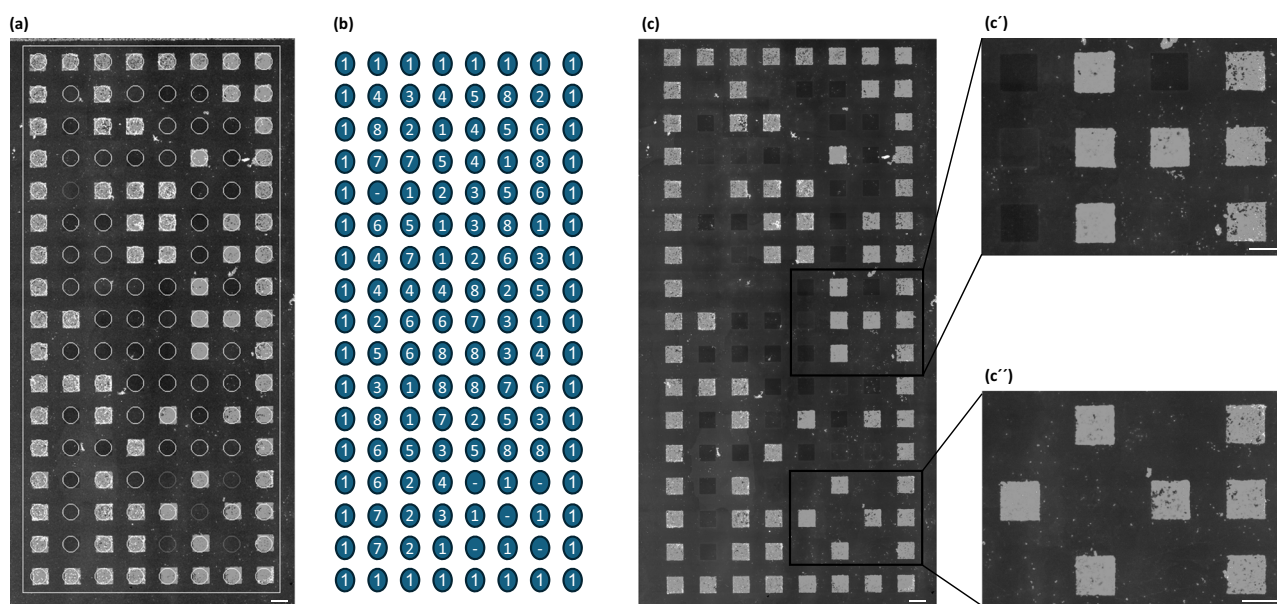 (a)
(b)
(c)
(c´)
1 1 1 1 1 1 1 1
1 4 3 4 5 8 2 1
1 8 2 1 4 5 6 1
1 7 7 5 4 1 8 1
1 - 1 2 3 5 6 1
1 6 5 1 3 8 1 1
1 4 7 1 2 6 3 1
1 4 4 4 8 2 5 1
1 2 6 6 7 3 1 1
1 5 6 8 8 3 4 1
1 3 1 8 8 7 6 1
1 8 1 7 2 5 3 1
1 6 5 3 5 8 8 1
1 6 2 4 - 1 - 1
1 7 2 3 1 - 1 1
1 7 2 1 - 1 - 1
1 1 1 1 1 1 1 1
(c´´)